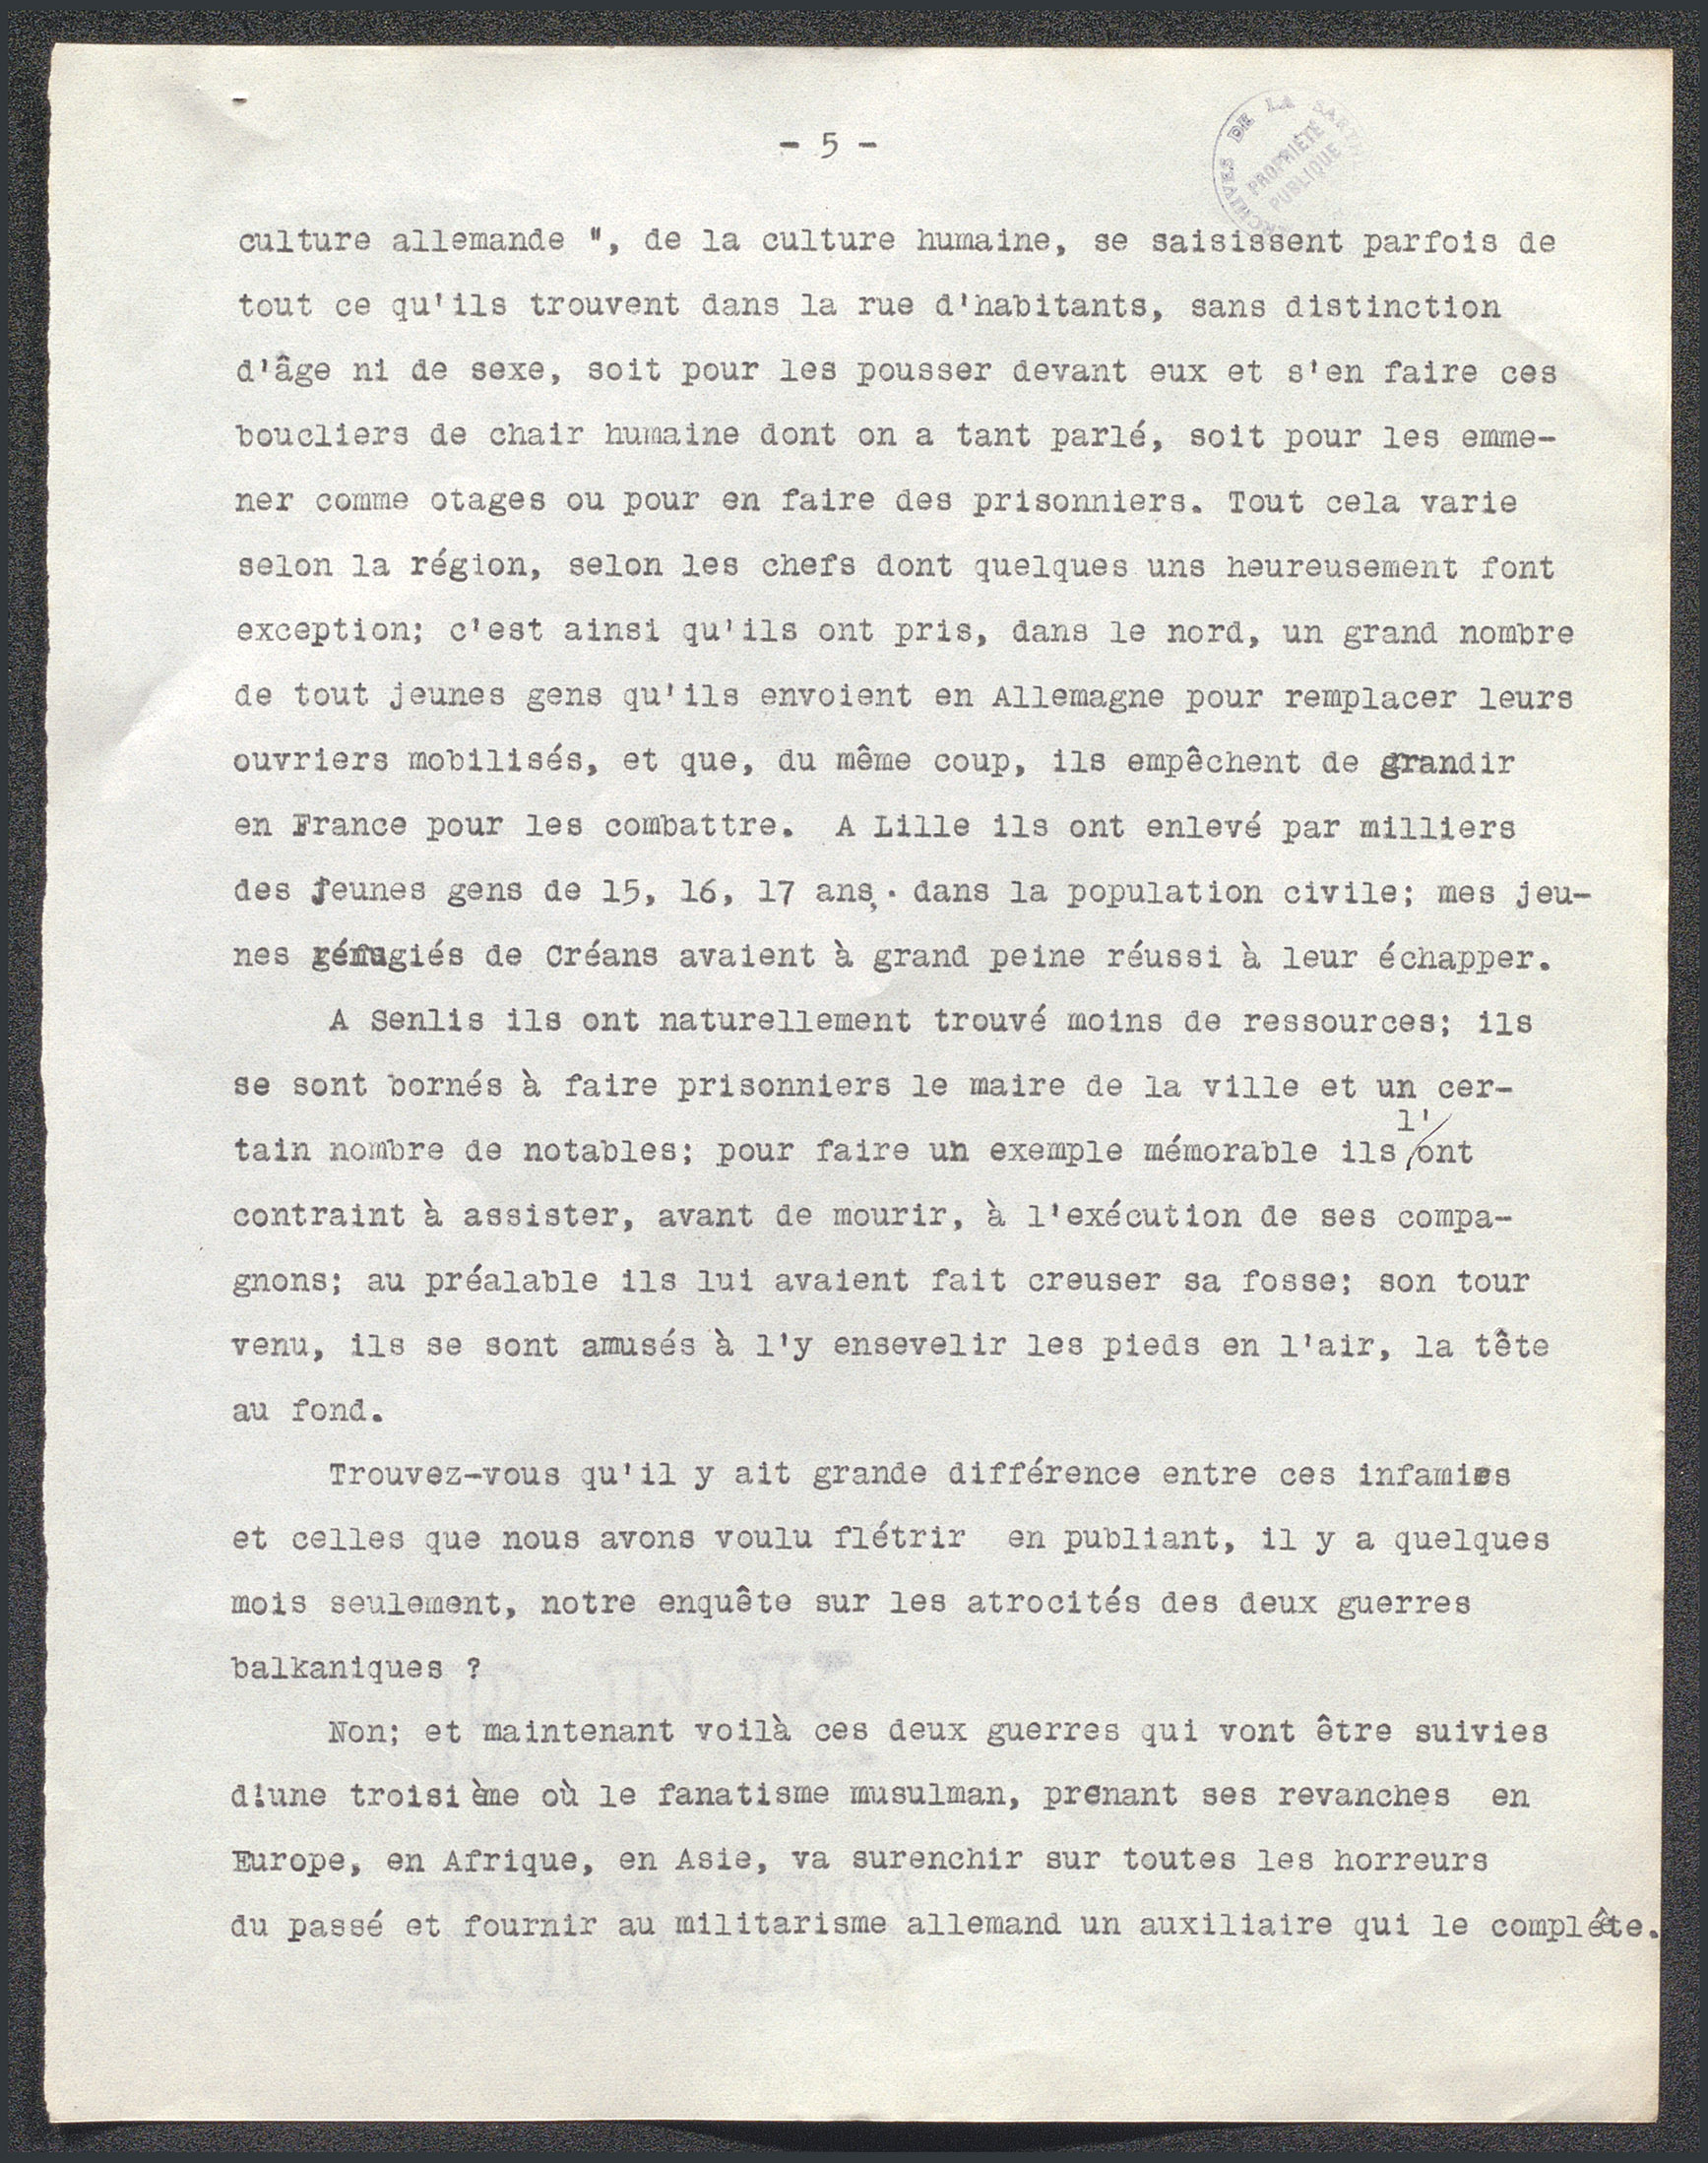 - 5 -
ARCHIVES DE LA SARTHE
PROPRIÉTÉ
PUBLIQUE
culture allemande ", de la culture humaine, se saisissent parfois de
tout ce qu'ils trouvent dans la rue d'habitants, sans distinction
d'âge ni de sexe, soit pour les pousser devant eux et s'en faire ces
boucliers de chair humaine dont on a tant parlé, soit pour les emme-
ner comme otages ou pour en faire des prisonniers. Tout cela varie
selon la région, selon les chefs dont quelques uns heureusement font
exception; c'est ainsi qu'ils ont pris, dans le nord, un grand nombre
de tout jeunes gens qu'ils envoient en Allemagne pour remplacer leurs
ouvriers mobilisés, et que, du même coup, ils empêchent de grandir
en France pour les combattre. A Lille ils ont enlevé par milliers
des jeunes gens de 15, 16, 17 ans, . dans la population civile; mes jeu-
nes réfugiés de Créans avaient à grand peine réussi à leur échapper.
A Senlis ils ont naturellement trouvé moins de ressources; ils
se sont bornés à faire prisonniers le maire de la ville et un cer-
tain nombre de notables; pour faire un exemple mémorable ils l'ont
contraint à assister, avant de mourir, à l'exécution de ses compa-
gnons; au préalable ils lui avaient fait creuser sa fosse; son tour
venu, ils se sont amusés à l'y ensevelir les pieds en l'air, la tête
au fond.
Trouvez-vous qu'il y ait grande différence entre ces infamies
et celles que nous avons voulu flétrir en publiant, il y a quelques
mois seulement, notre enquête sur les atrocités des deux guerres
balkaniques ?
Non; et maintenant voilà ces deux guerres qui vont être suivies
d'une troisième où le fanatisme musulman, prenant ses revanches en
Europe, en Afrique, en Asie, va surenchir sur toutes les horreurs
du passé et fournir au militarisme allemand un auxiliaire qui le complète.